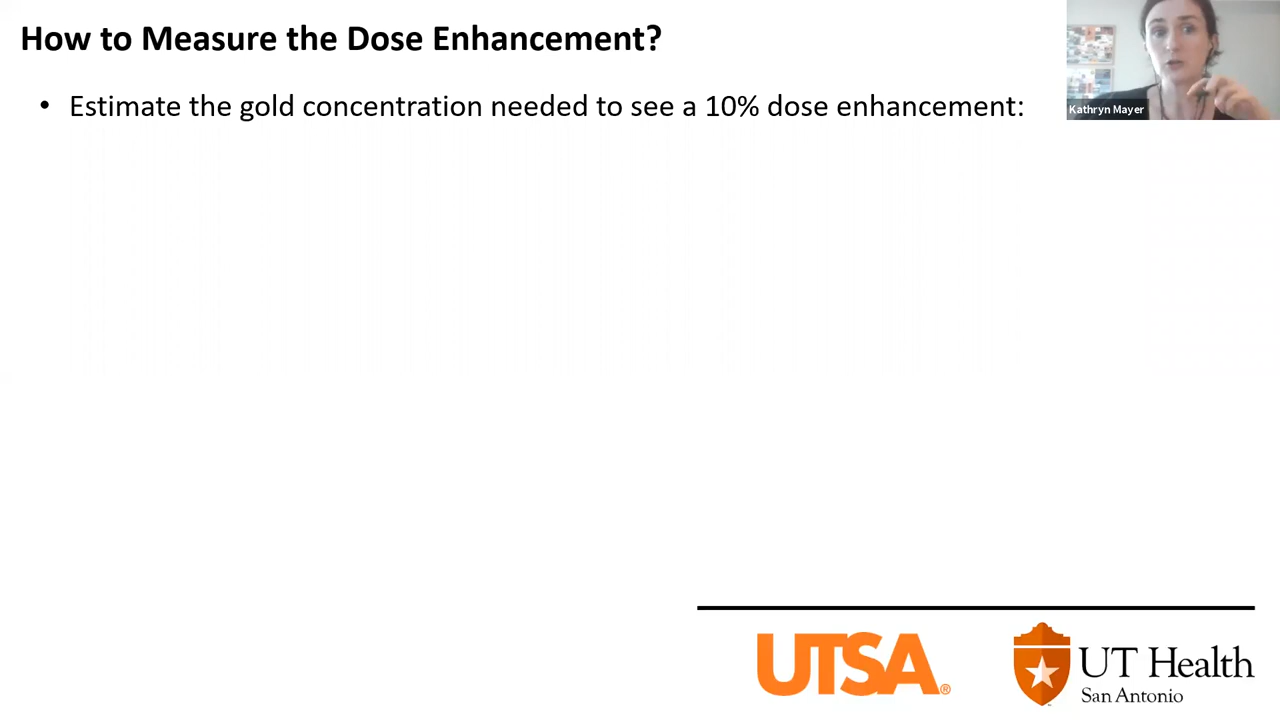 How to Measure the Dose Enhancement?
• Estimate the gold concentration needed to see a 10% dose enhancement:
Kathryn Mayer
UTSA®
UT Health
San Antonio